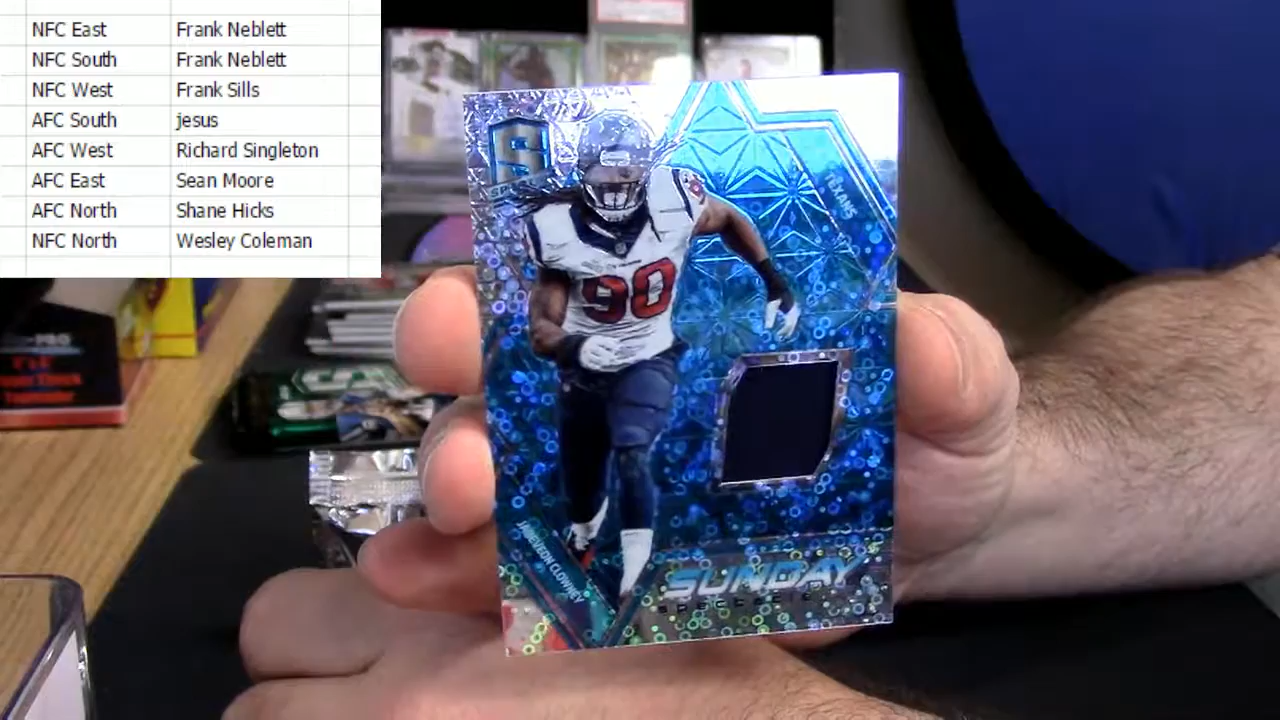 NFC East Frank Neblett
NFC South Frank Neblett
NFC West Frank Sills
AFC South jesus
AFC West Richard Singleton
AFC East Sean Moore
AFC North Shane Hicks
NFC North Wesley Coleman
TEXANS
90
JADEVEON CLOWNEY
SUNDAY
SPECTACLE